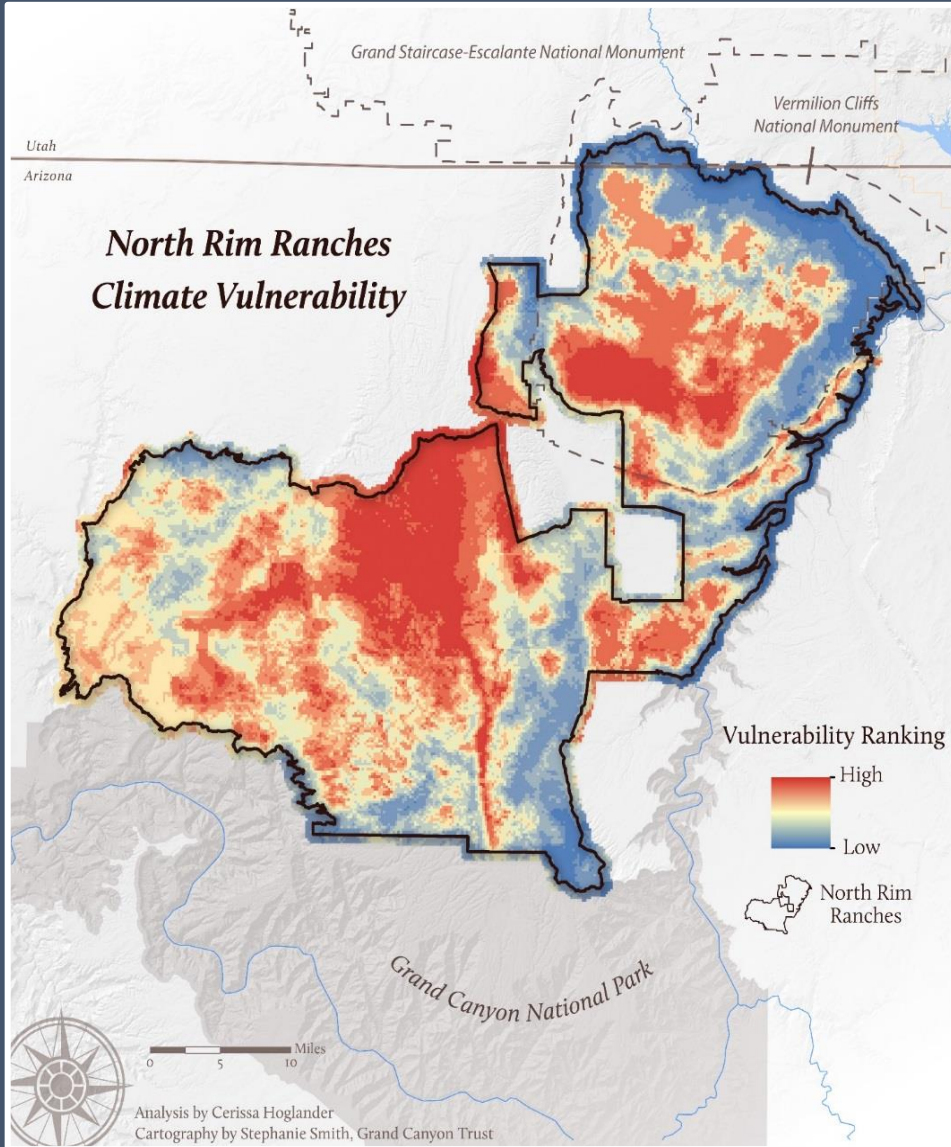 Grand Staircase-Escalante National Monument
Vermilion Cliffs
National Monument
Utah
Arizona
North Rim Ranches
Climate Vulnerability
Vulnerability Ranking
High
Low
North Rim
Ranches
Grand Canyon National Park
Miles
0 5 10
Analysis by Cerissa Hoglander
Cartography by Stephanie Smith, Grand Canyon Trust